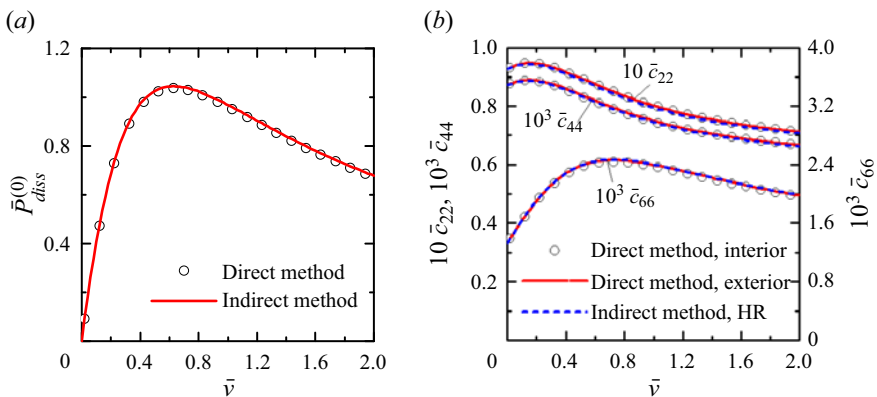 (a)
1.2
0.8
0.4
0
0.4
0.8
1.2
1.6
2.0
P̄diss(0)
v̄
Direct method
Indirect method
(b)
1.0
0.8
0.6
0.4
0.2
0
0.4
0.8
1.2
1.6
2.0
10 c̄22, 10³ c̄44
v̄
4.0
3.2
2.4
1.6
0.8
0
10³ c̄66
10 c̄22
10³ c̄44
10³ c̄66
Direct method, interior
Direct method, exterior
Indirect method, HR